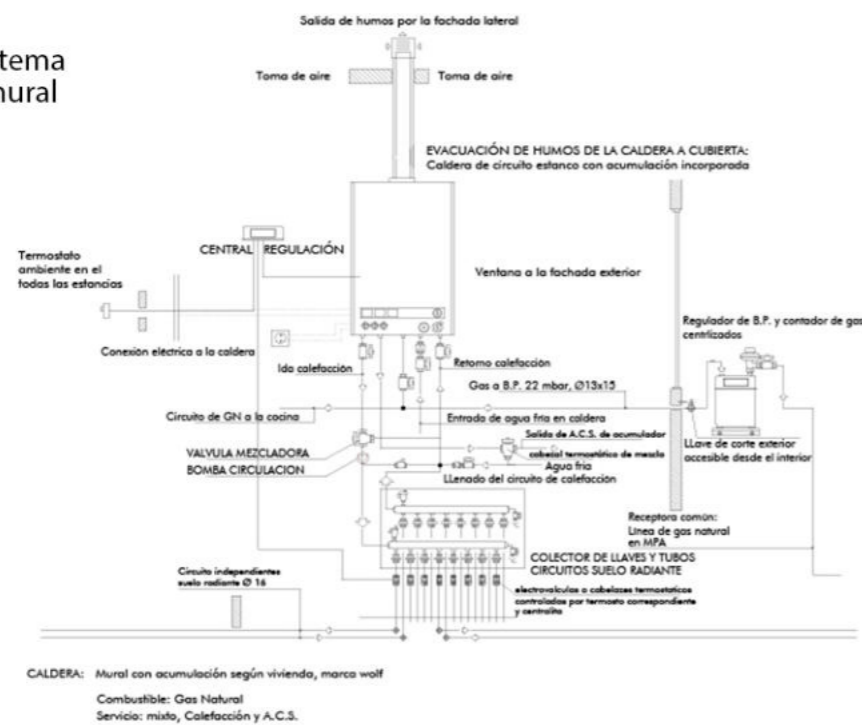 tema
mural
Salida de humos por la fachada lateral
Toma de aire
Toma de aire
EVACUACIÓN DE HUMOS DE LA CALDERA A CUBIERTA:
Caldera de circuito estanco con acumulación incorporada
CENTRAL REGULACIÓN
Termostato
ambiente en el
todas las estancias
Ventana a la fachada exterior
Regulador de B.P. y contador de gas
centrilizados
Conexión eléctrica a la caldera
Ida calefacción
Retorno calefacción
Gas a B.P. 22 mbar, Ø13x15
Circuito de GN a la cocina
Entrada de agua fría en caldera
Salida de A.C.S. de acumulador
cabezal termostático de mezcla
Agua fria
VALVULA MEZCLADORA
BOMBA CIRCULACION
LLenado del circuito de calefacción
LLave de corte exterior
accesible desde el interior
Receptora común:
Linea de gas natural
en MPA
COLECTOR DE LLAVES Y TUBOS
CIRCUITOS SUELO RADIANTE
Circuito independientes
suelo radiante Ø 16
electrovalculas o cabelazes termostaticos
controladas por termosto correspondiente
y centralita
CALDERA: Mural con acumulación según vivienda, marca wolf
Combustible: Gas Natural
Servicio: mixto, Calefacción y A.C.S.